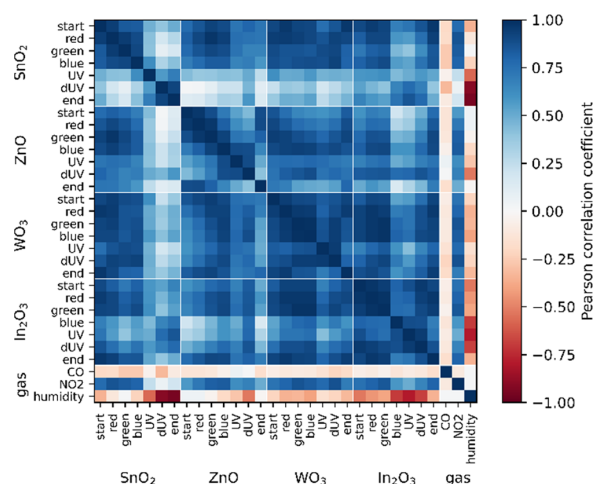 SnO₂
start
red
green
blue
UV
dUV
end
ZnO
start
red
green
blue
UV
dUV
end
WO₃
start
red
green
blue
UV
dUV
end
In₂O₃
start
red
green
blue
UV
dUV
end
gas
CO
NO2
humidity
start
red
green
blue
UV
dUV
end
start
red
green
blue
UV
dUV
end
start
red
green
blue
UV
dUV
end
start
red
green
blue
UV
dUV
end
CO
NO2
humidity
SnO₂ ZnO WO₃ In₂O₃ gas
1.00
0.75
0.50
0.25
0.00
−0.25
−0.50
−0.75
−1.00
Pearson correlation coefficient